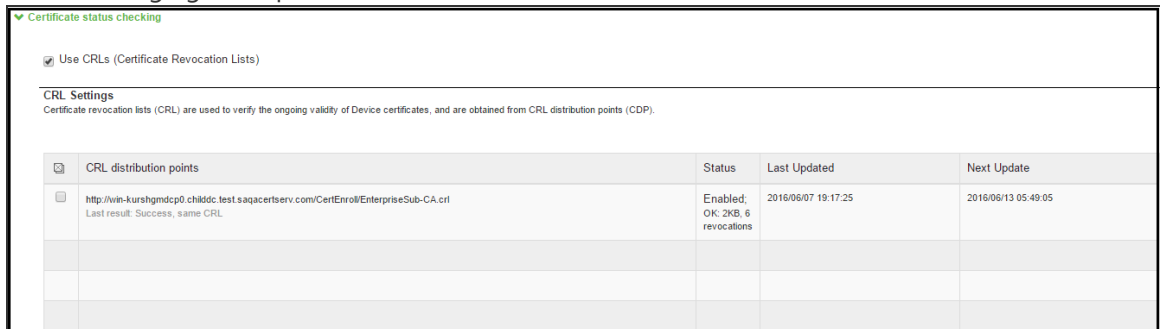 Certificate status checking
Use CRLs (Certificate Revocation Lists)
CRL Settings
Certificate revocation lists (CRL) are used to verify the ongoing validity of Device certificates, and are obtained from CRL distribution points (CDP).
CRL distribution points Status Last Updated Next Update
http://win-kurshgmdcp0.childdc.test.saqacertserv.com/CertEnroll/EnterpriseSub-CA.crl Enabled; 2016/06/07 19:17:25 2016/06/13 05:49:05
Last result: Success, same CRL OK: 2KB, 6
revocations